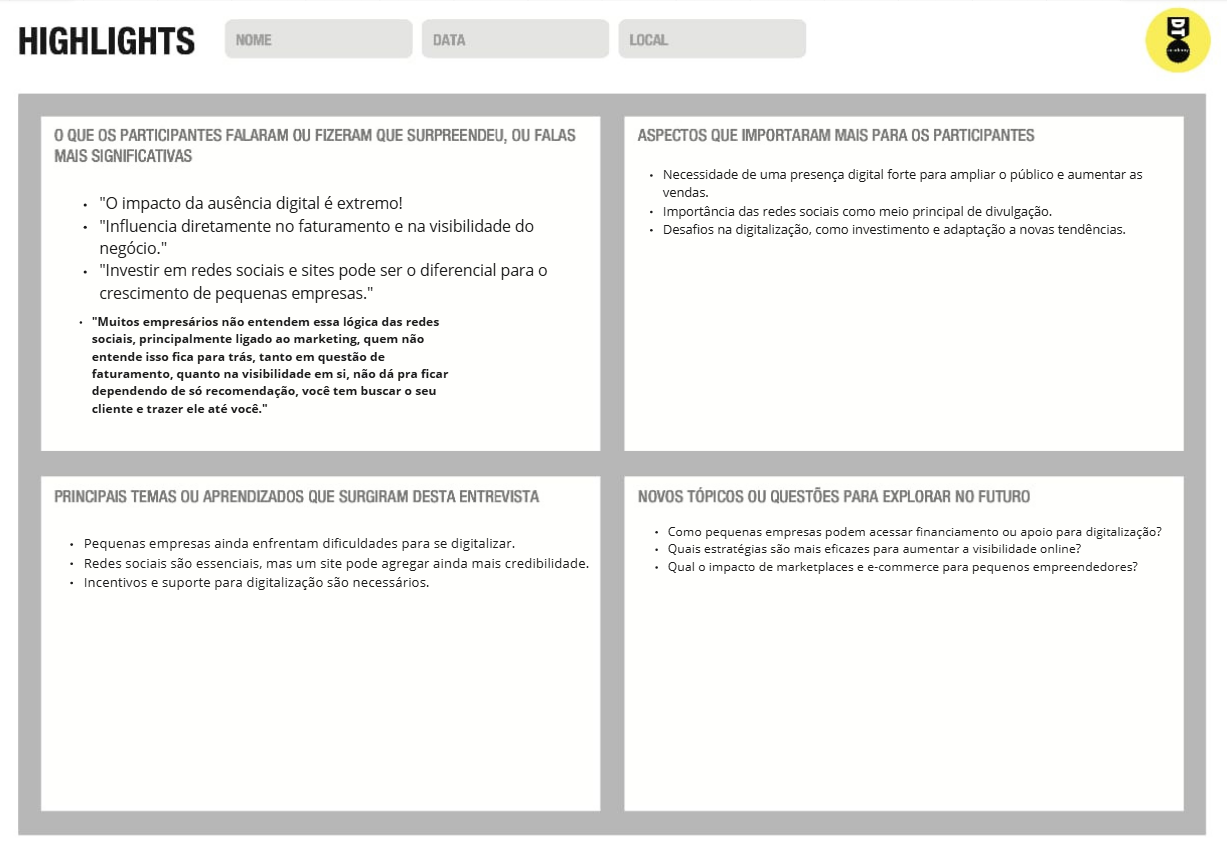 HIGHLIGHTS
NOME
DATA
LOCAL
DT
O QUE OS PARTICIPANTES FALARAM OU FIZERAM QUE SURPREENDEU, OU FALAS
MAIS SIGNIFICATIVAS
• "O impacto da ausência digital é extremo!
• "Influencia diretamente no faturamento e na visibilidade do
negócio."
• "Investir em redes sociais e sites pode ser o diferencial para o
crescimento de pequenas empresas."
• "Muitos empresários não entendem essa lógica das redes
sociais, principalmente ligado ao marketing, quem não
entende isso fica para trás, tanto em questão de
faturamento, quanto na visibilidade em si, não dá pra ficar
dependendo de só recomendação, você tem buscar o seu
cliente e trazer ele até você."
ASPECTOS QUE IMPORTARAM MAIS PARA OS PARTICIPANTES
• Necessidade de uma presença digital forte para ampliar o público e aumentar as
vendas.
• Importância das redes sociais como meio principal de divulgação.
• Desafios na digitalização, como investimento e adaptação a novas tendências.
PRINCIPAIS TEMAS OU APRENDIZADOS QUE SURGIRAM DESTA ENTREVISTA
• Pequenas empresas ainda enfrentam dificuldades para se digitalizar.
• Redes sociais são essenciais, mas um site pode agregar ainda mais credibilidade.
• Incentivos e suporte para digitalização são necessários.
NOVOS TÓPICOS OU QUESTÕES PARA EXPLORAR NO FUTURO
• Como pequenas empresas podem acessar financiamento ou apoio para digitalização?
• Quais estratégias são mais eficazes para aumentar a visibilidade online?
• Qual o impacto de marketplaces e e-commerce para pequenos empreendedores?